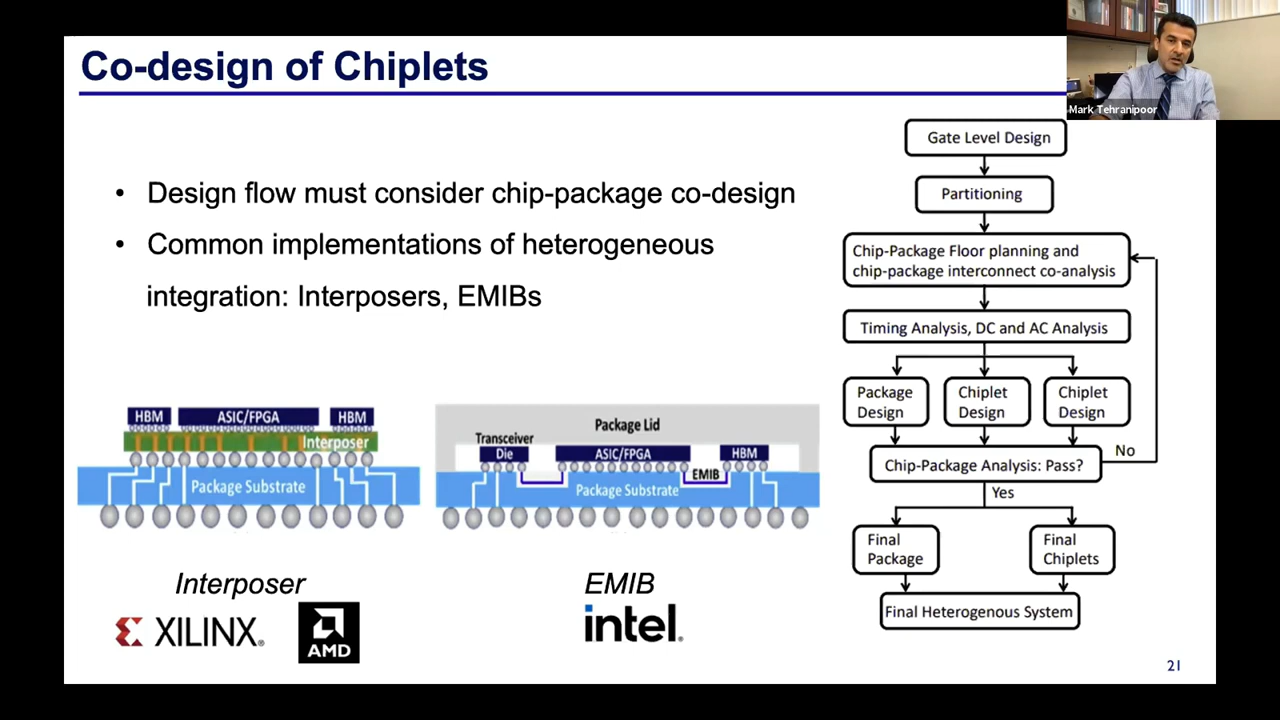 Co-design of Chiplets
Mark Tehranipoor
• Design flow must consider chip-package co-design
• Common implementations of heterogeneous
integration: Interposers, EMIBs
HBM
ASIC/FPGA
HBM
Interposer
Package Substrate
Interposer
XILINX®
AMD
Package Lid
Transceiver
Die
ASIC/FPGA
HBM
EMIB
Package Substrate
EMIB
intel®
Gate Level Design
Partitioning
Chip-Package Floor planning and
chip-package interconnect co-analysis
Timing Analysis, DC and AC Analysis
Package
Design
Chiplet
Design
Chiplet
Design
Chip-Package Analysis: Pass?
No
Yes
Final
Package
Final
Chiplets
Final Heterogenous System
21